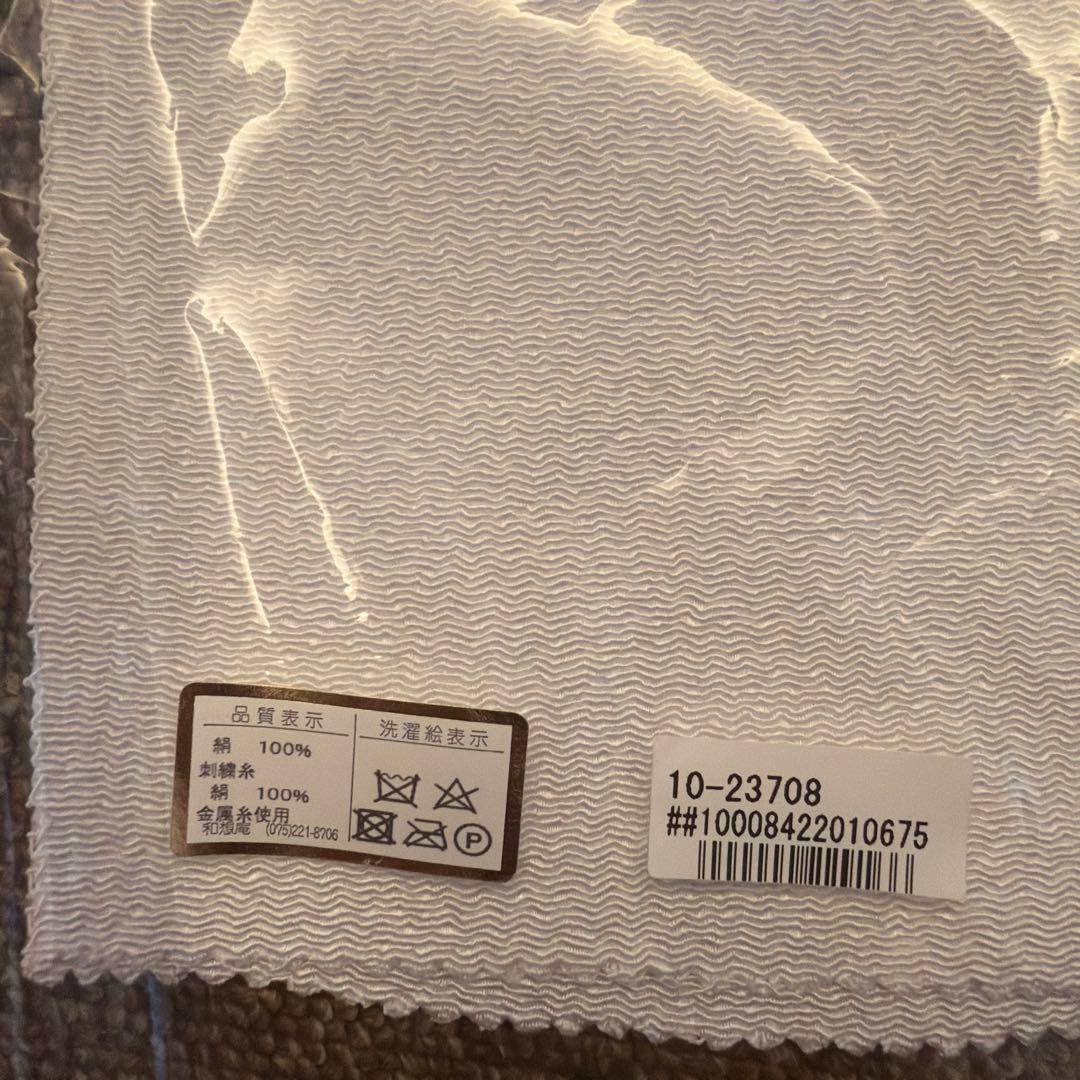 品質表示
絹 100%
刺繍糸
絹 100%
金属糸使用
和想庵 (075)221-8706
洗濯絵表示
P
10-23708
##10008422010675